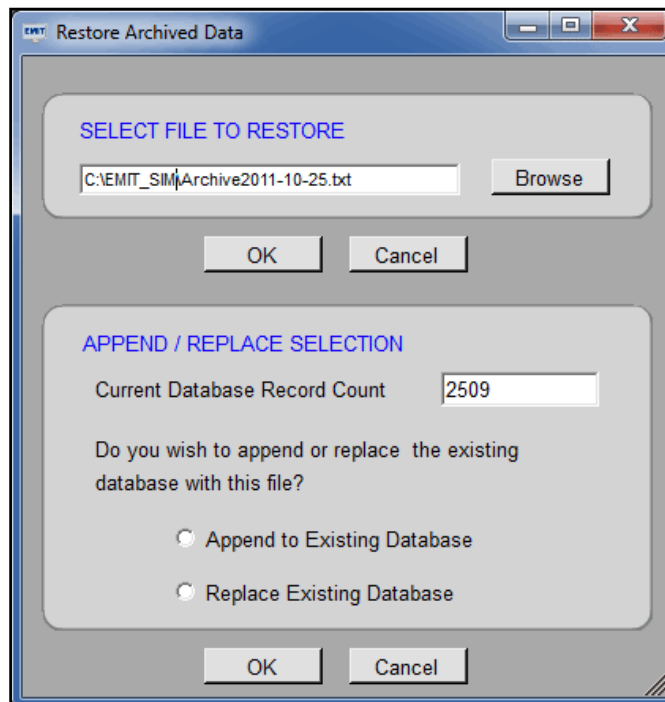 EMIT Restore Archived Data
SELECT FILE TO RESTORE
C:\EMIT_SIM\Archive2011-10-25.txt Browse
OK Cancel
APPEND / REPLACE SELECTION
Current Database Record Count 2509
Do you wish to append or replace the existing
database with this file?
Append to Existing Database
Replace Existing Database
OK Cancel